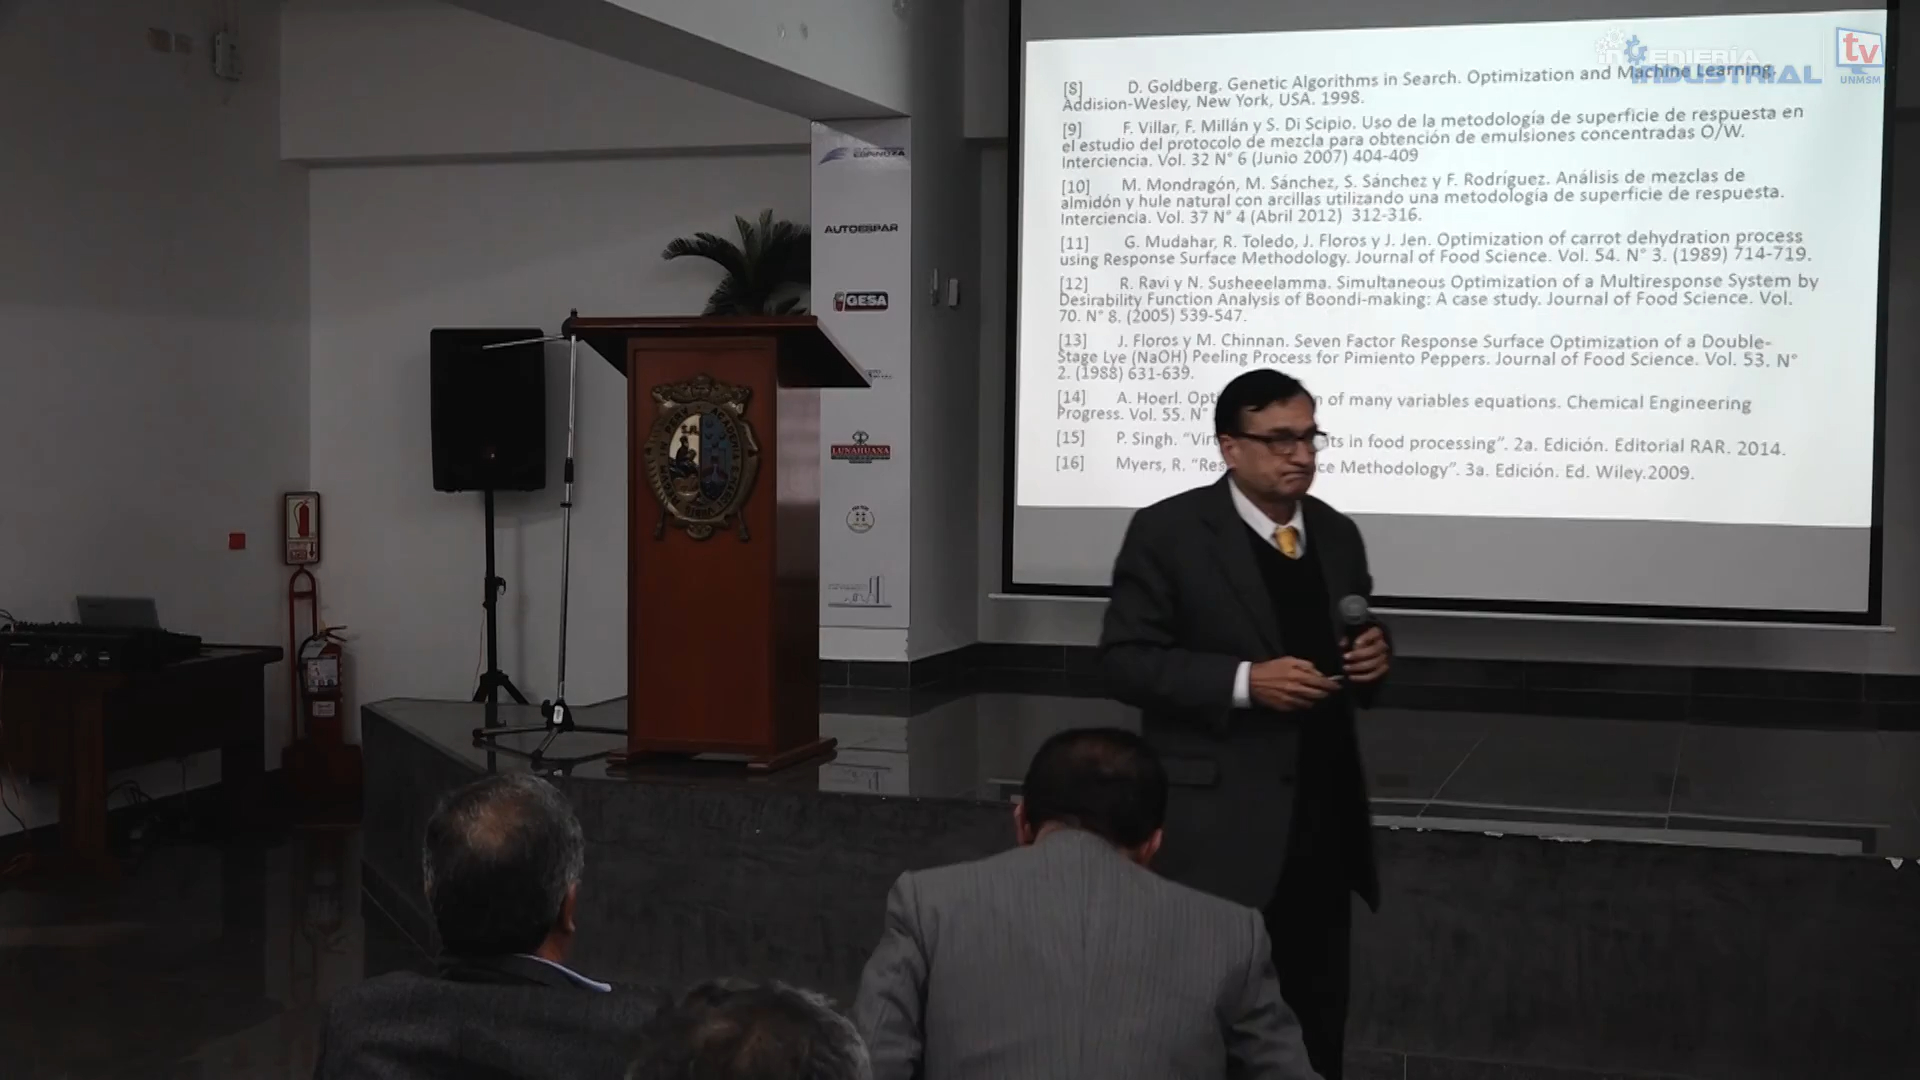 INGENIERÍA
INDUSTRIAL
tv
UNMSM
[8] D. Goldberg. Genetic Algorithms in Search. Optimization and Machine Learning,
Addision-Wesley, New York, USA. 1998.
[9] F. Villar, F. Millán y S. Di Scipio. Uso de la metodología de superficie de respuesta en
el estudio del protocolo de mezcla para obtención de emulsiones concentradas O/W.
Interciencia. Vol. 32 N° 6 (Junio 2007) 404-409
[10] M. Mondragón, M. Sánchez, S. Sánchez y F. Rodríguez. Análisis de mezclas de
almidón y hule natural con arcillas utilizando una metodología de superficie de respuesta.
Interciencia. Vol. 37 N° 4 (Abril 2012) 312-316.
[11] G. Mudahar, R. Toledo, J. Floros y J. Jen. Optimization of carrot dehydration process
using Response Surface Methodology. Journal of Food Science. Vol. 54. N° 3. (1989) 714-719.
[12] R. Ravi y N. Susheeelamma. Simultaneous Optimization of a Multiresponse System by
Desirability Function Analysis of Boondi-making: A case study. Journal of Food Science. Vol.
70. N° 8. (2005) 539-547.
[13] J. Floros y M. Chinnan. Seven Factor Response Surface Optimization of a Double-
Stage Lye (NaOH) Peeling Process for Pimiento Peppers. Journal of Food Science. Vol. 53. N°
2. (1988) 631-639.
[14] A. Hoerl. Opt n of many variables equations. Chemical Engineering
Progress. Vol. 55. N°
[15] P. Singh. "Virt ts in food processing". 2a. Edición. Editorial RAR. 2014.
[16] Myers, R. "Res ce Methodology". 3a. Edición. Ed. Wiley.2009.
ESPINOZA
AUTOESPAR
GESA
LUNAHUANA